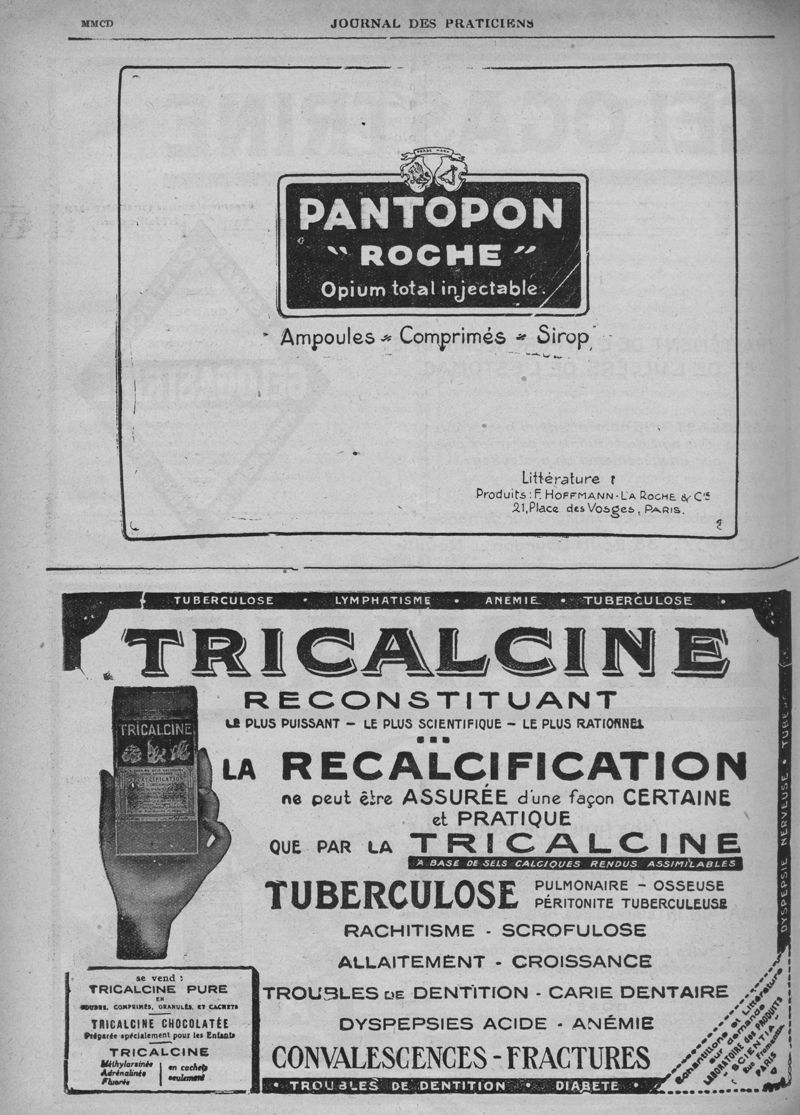 MMCD
JOURNAL DES PRATICIENS
PANTOPON
"ROCHE"
Opium total injectable.
Ampoules Comprimés Sirop
Littérature
Produits: F. HOFFMANN-LA ROCHE & Cie
21, Place des Vosges, PARIS.
TUBERCULOSE • LYMPHATISME • ANEMIE • TUBERCULOSE •
TRICALCINE
RECONSTITUANT
LE PLUS PUISSANT - LE PLUS SCIENTIFIQUE - LE PLUS RATIONNEL
TRICALCINE
RECALCIFICATION
LA RECALCIFICATION
ne peut être ASSURÉE d'une façon CERTAINE
et PRATIQUE
QUE PAR LA TRICALCINE
A BASE DE SELS CALCIQUES RENDUS ASSIMILABLES
TUBERCULOSE PULMONAIRE - OSSEUSE
PÉRITONITE TUBERCULEUSE
RACHITISME - SCROFULOSE
ALLAITEMENT - CROISSANCE
TROUBLES DE DENTITION - CARIE DENTAIRE
DYSPEPSIES ACIDE - ANÉMIE
CONVALESCENCES - FRACTURES
DYSPEPSIE NERVEUSE •
se vend :
TRICALCINE PURE
EN
POUDRE, COMPRIMÉS, GRANULÉS, ET CACHETS
TRICALCINE CHOCOLATÉE
Préparée spécialement pour les Enfants
TRICALCINE
Méthylarsinée
Adrénalinée
Fluorée
en cachets
seulement
• TROUBLES DE DENTITION • DIABETE •
Echantillons et Littérature
sur demande
LABORATOIRE des PRODUITS
SCIENTIA
Rue Fromentin
PARIS